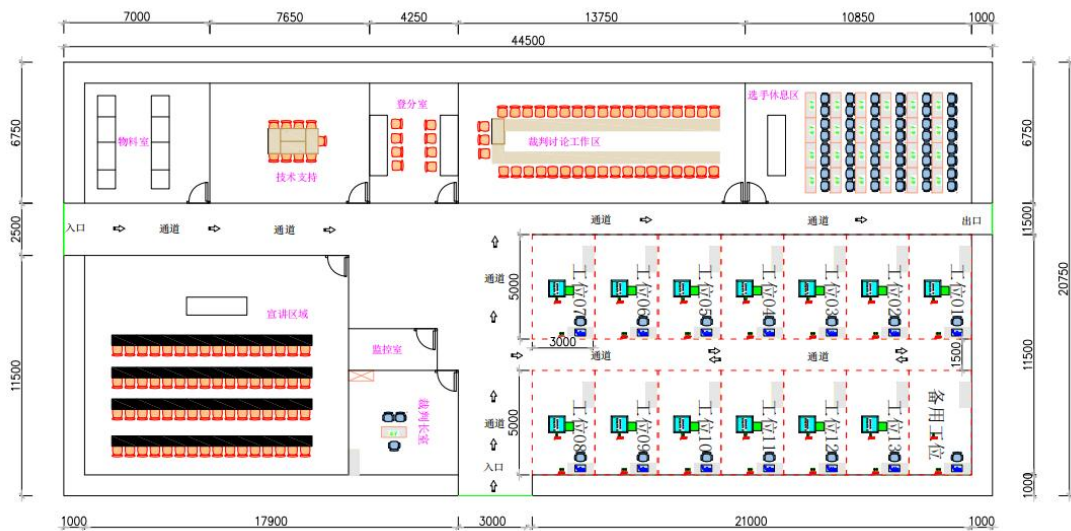 7000
7650
4250
13750
10850
1000
44500
6750
2500
11500
6750
1500
11500
1000
20750
物料室
技术支持
登分室
裁判讨论工作区
选手休息区
入口
通道
通道
通道
通道
出口
通道
5000
工位07
工位06
工位05
工位04
工位03
工位02
工位01
宣讲区域
监控室
3000
通道
通道
1500
裁判长室
通道
5000
入口
工位08
工位09
工位10
工位11
工位12
工位13
备用工位
1000
17900
3000
21000
1000